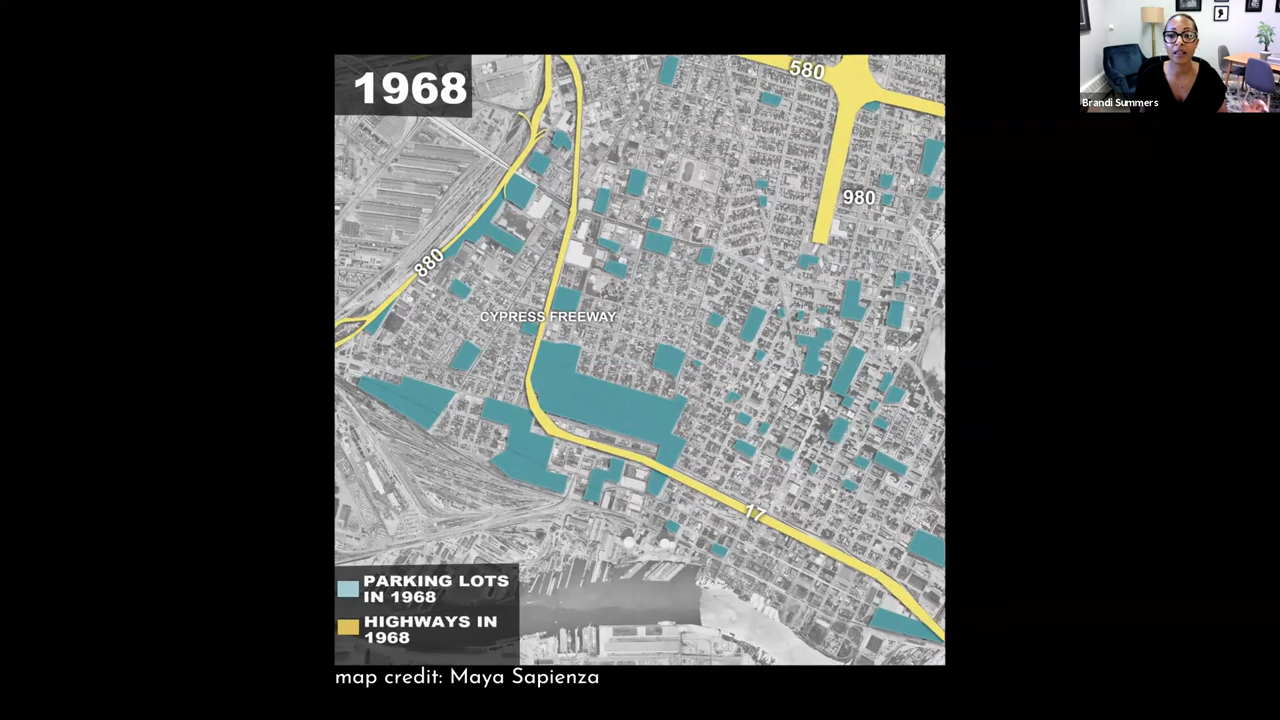 1968
580
980
880
CYPRESS FREEWAY
17
PARKING LOTS
IN 1968
HIGHWAYS IN
1968
map credit: Maya Sapienza
Brandi Summers